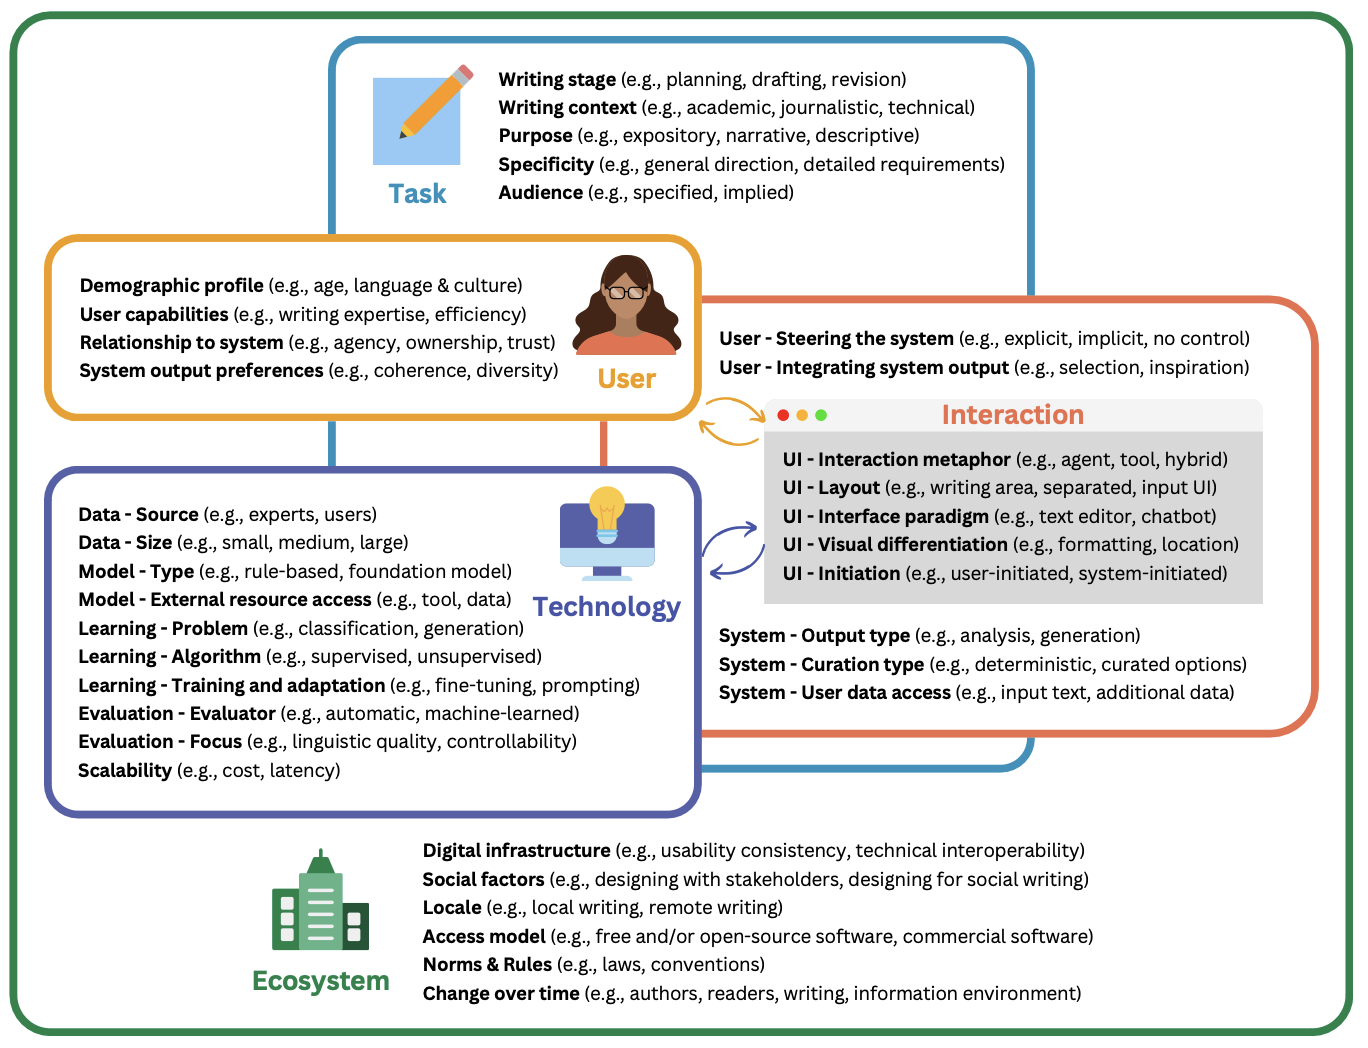 Writing stage (e.g., planning, drafting, revision)
Writing context (e.g., academic, journalistic, technical)
Purpose (e.g., expository, narrative, descriptive)
Specificity (e.g., general direction, detailed requirements)
Audience (e.g., specified, implied)
Task
Demographic profile (e.g., age, language & culture)
User capabilities (e.g., writing expertise, efficiency)
Relationship to system (e.g., agency, ownership, trust)
System output preferences (e.g., coherence, diversity)
User
User - Steering the system (e.g., explicit, implicit, no control)
User - Integrating system output (e.g., selection, inspiration)
Interaction
UI - Interaction metaphor (e.g., agent, tool, hybrid)
UI - Layout (e.g., writing area, separated, input UI)
UI - Interface paradigm (e.g., text editor, chatbot)
UI - Visual differentiation (e.g., formatting, location)
UI - Initiation (e.g., user-initiated, system-initiated)
System - Output type (e.g., analysis, generation)
System - Curation type (e.g., deterministic, curated options)
System - User data access (e.g., input text, additional data)
Data - Source (e.g., experts, users)
Data - Size (e.g., small, medium, large)
Model - Type (e.g., rule-based, foundation model)
Model - External resource access (e.g., tool, data)
Learning - Problem (e.g., classification, generation)
Learning - Algorithm (e.g., supervised, unsupervised)
Learning - Training and adaptation (e.g., fine-tuning, prompting)
Evaluation - Evaluator (e.g., automatic, machine-learned)
Evaluation - Focus (e.g., linguistic quality, controllability)
Scalability (e.g., cost, latency)
Technology
Digital infrastructure (e.g., usability consistency, technical interoperability)
Social factors (e.g., designing with stakeholders, designing for social writing)
Locale (e.g., local writing, remote writing)
Access model (e.g., free and/or open-source software, commercial software)
Norms & Rules (e.g., laws, conventions)
Change over time (e.g., authors, readers, writing, information environment)
Ecosystem